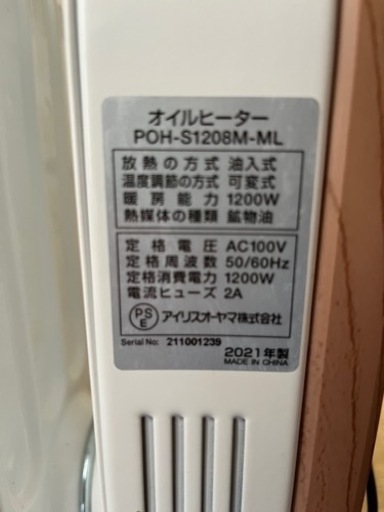 オイルヒーター
POH-S1208M-ML
放熱の方式 油入式
温度調節の方式 可変式
暖房能力 1200W
熱媒体の種類 鉱物油
定格電圧 AC100V
定格周波数 50/60Hz
定格消費電力 1200W
電流ヒューズ 2A
PSE アイリスオーヤマ株式会社
Serial No: 211001239
2021年製
MADE IN CHINA